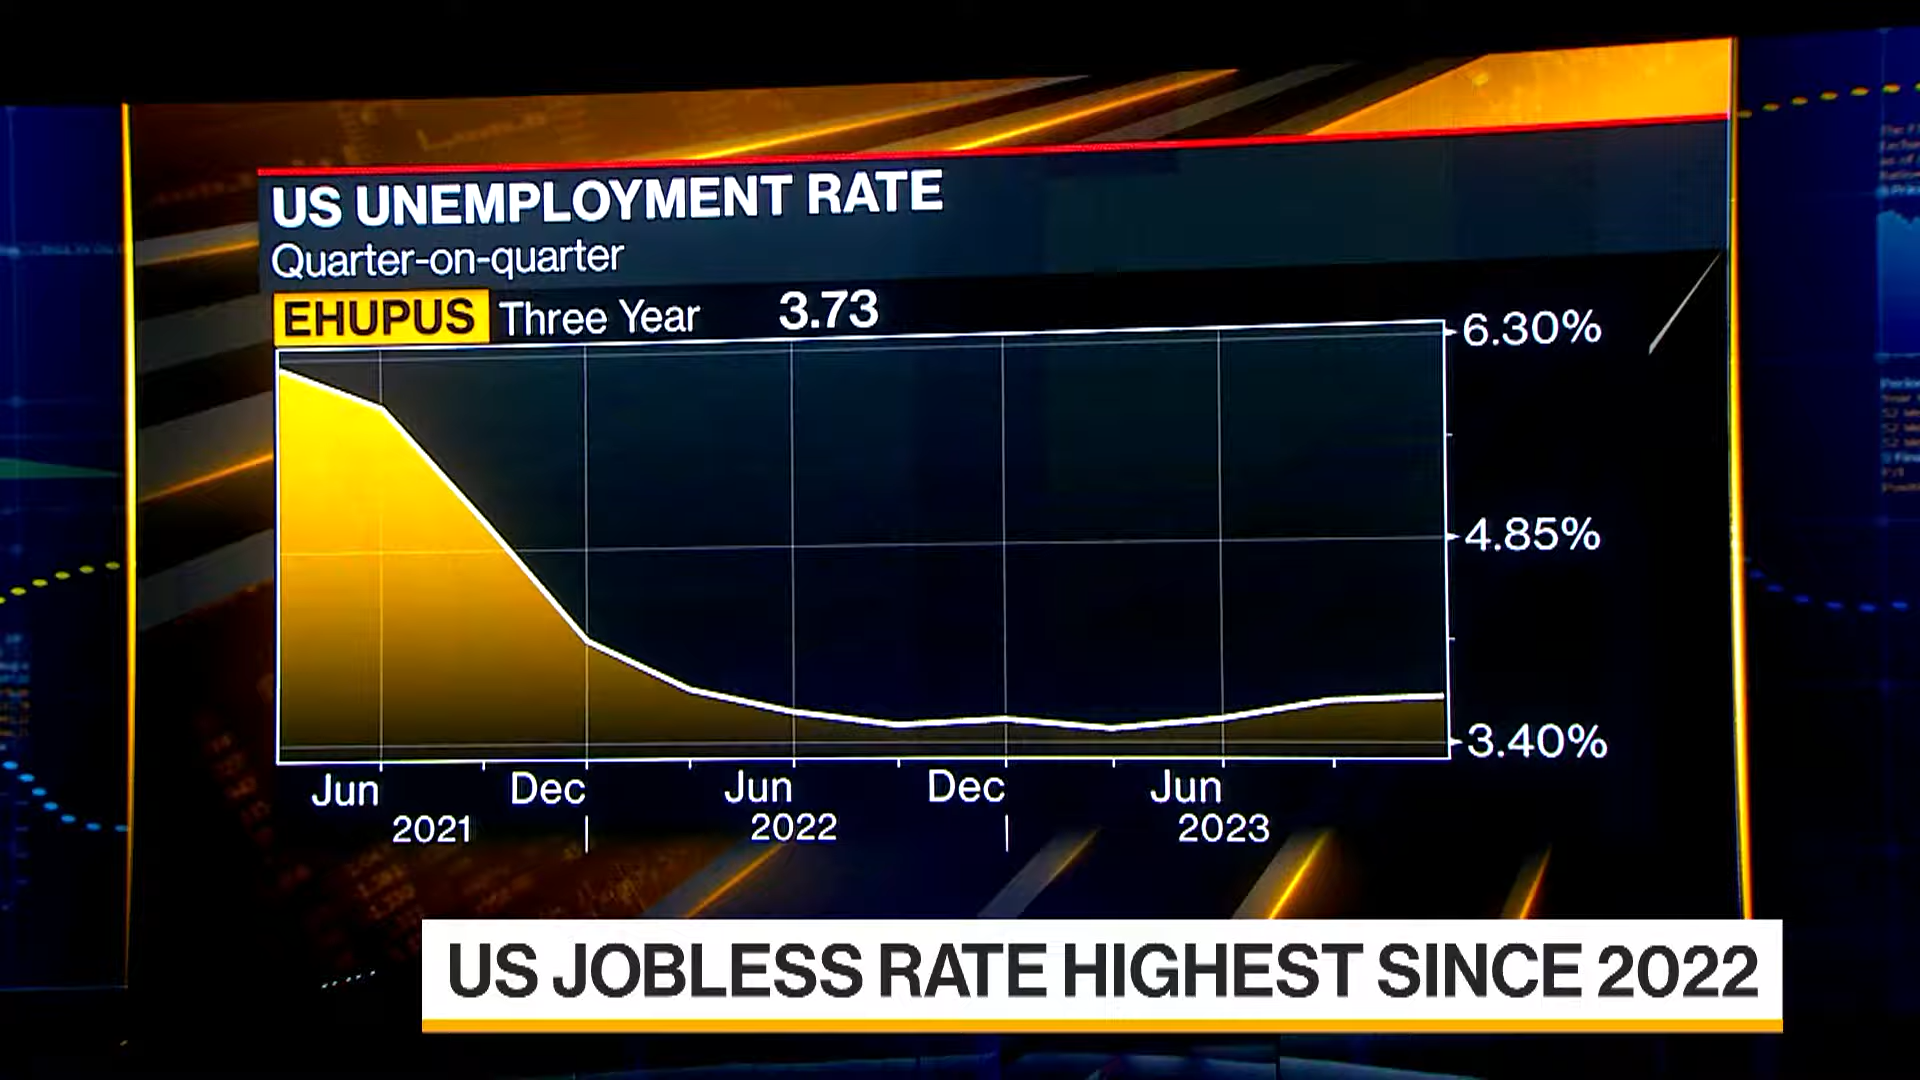 US UNEMPLOYMENT RATE
Quarter-on-quarter
EHUPUS Three Year 3.73
6.30%
4.85%
3.40%
Jun Dec Jun Dec Jun
2021 2022 2023
US JOBLESS RATE HIGHEST SINCE 2022